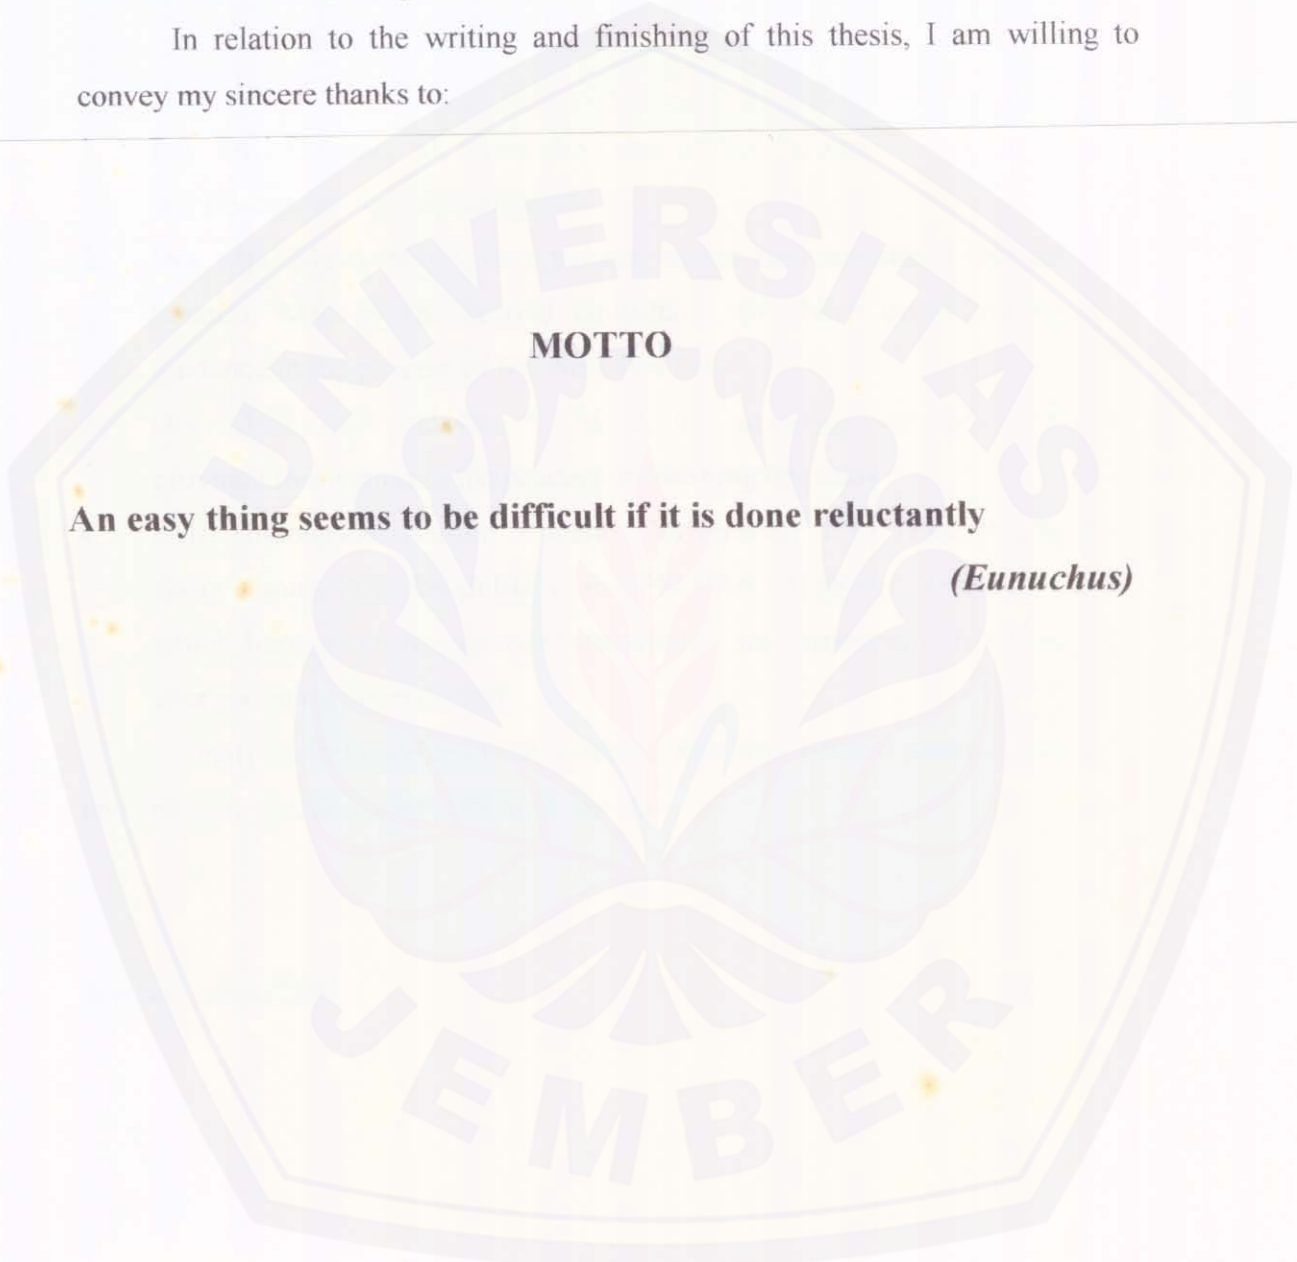 In relation to the writing and finishing of this thesis, I am willing to
convey my sincere thanks to:
UNIVERSITAS
MOTTO
An easy thing seems to be difficult if it is done reluctantly
(Eunuchus)
JEMBER